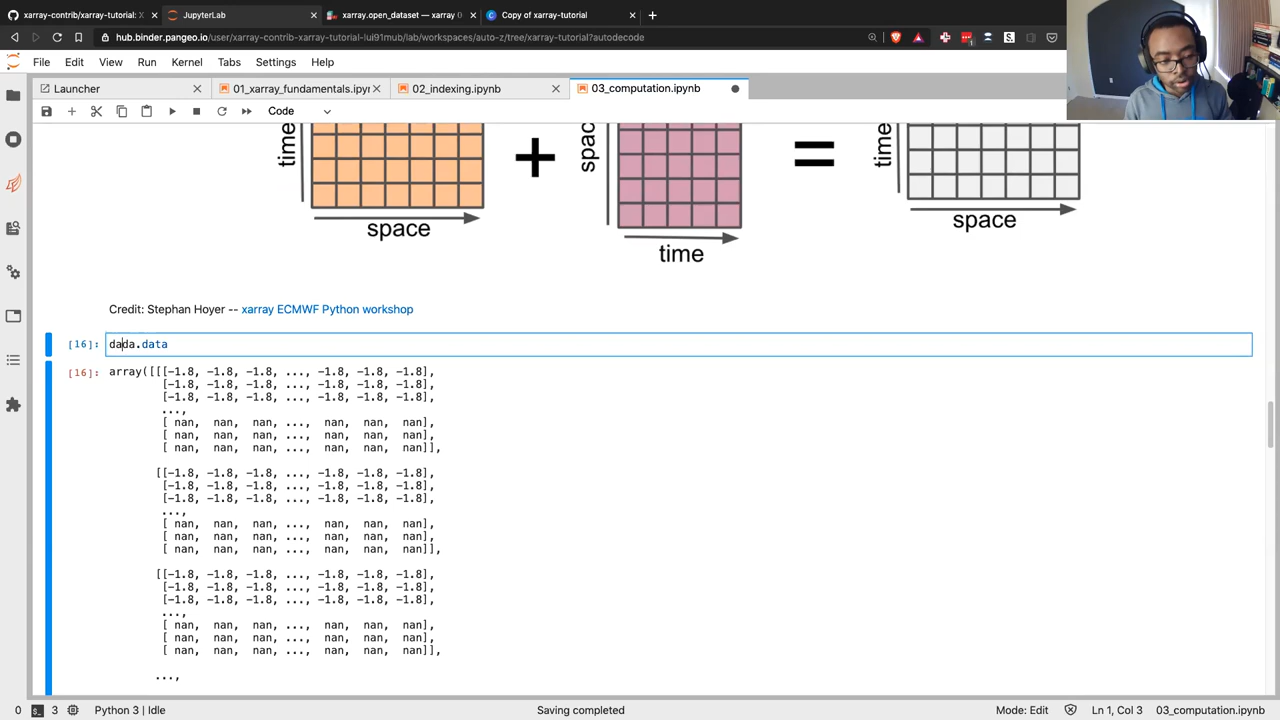 xarray-contrib/xarray-tutorial: X
JupyterLab
xarray.open_dataset — xarray
Copy of xarray-tutorial
hub.binder.pangeo.io/user/xarray-contrib-xarray-tutorial-lui91mub/lab/workspaces/auto-z/tree/xarray-tutorial?autodecode
File Edit View Run Kernel Tabs Settings Help
Launcher
01_xarray_fundamentals.ipyr
02_indexing.ipynb
03_computation.ipynb
Code
time
+
spac
=
time
space
space
time
Credit: Stephan Hoyer -- xarray ECMWF Python workshop
[16]: dada.data
[16]: array([[[-1.8, -1.8, -1.8, ..., -1.8, -1.8, -1.8],
[-1.8, -1.8, -1.8, ..., -1.8, -1.8, -1.8],
[-1.8, -1.8, -1.8, ..., -1.8, -1.8, -1.8],
...,
[ nan, nan, nan, ..., nan, nan, nan],
[ nan, nan, nan, ..., nan, nan, nan],
[ nan, nan, nan, ..., nan, nan, nan]],
[[-1.8, -1.8, -1.8, ..., -1.8, -1.8, -1.8],
[-1.8, -1.8, -1.8, ..., -1.8, -1.8, -1.8],
[-1.8, -1.8, -1.8, ..., -1.8, -1.8, -1.8],
...,
[ nan, nan, nan, ..., nan, nan, nan],
[ nan, nan, nan, ..., nan, nan, nan],
[ nan, nan, nan, ..., nan, nan, nan]],
[[-1.8, -1.8, -1.8, ..., -1.8, -1.8, -1.8],
[-1.8, -1.8, -1.8, ..., -1.8, -1.8, -1.8],
[-1.8, -1.8, -1.8, ..., -1.8, -1.8, -1.8],
...,
[ nan, nan, nan, ..., nan, nan, nan],
[ nan, nan, nan, ..., nan, nan, nan],
[ nan, nan, nan, ..., nan, nan, nan]],
...,
0 3 Python 3 | Idle
Saving completed
Mode: Edit
Ln 1, Col 3
03_computation.ipynb